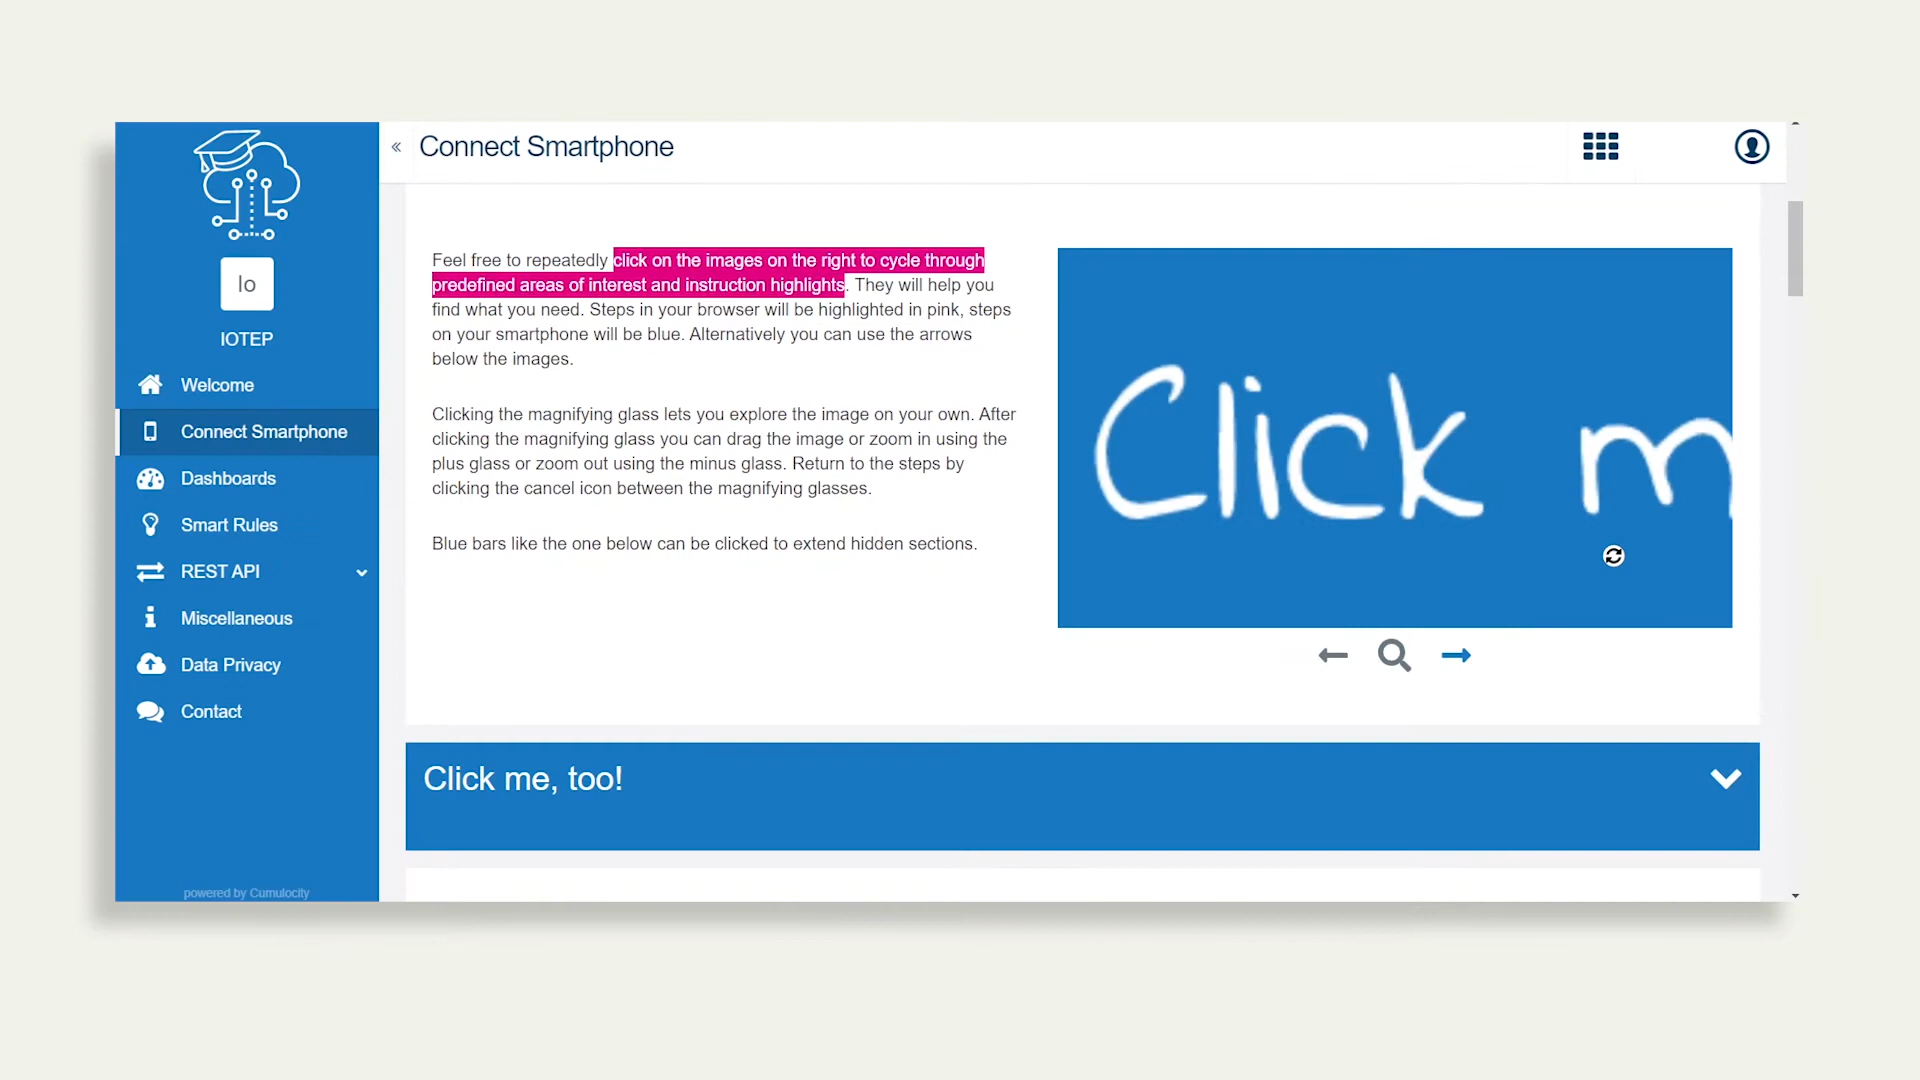 « Connect Smartphone
Io
IOTEP
Welcome
Connect Smartphone
Dashboards
Smart Rules
REST API
Miscellaneous
Data Privacy
Contact
powered by Cumulocity
Feel free to repeatedly click on the images on the right to cycle through
predefined areas of interest and instruction highlights. They will help you
find what you need. Steps in your browser will be highlighted in pink, steps
on your smartphone will be blue. Alternatively you can use the arrows
below the images.
Clicking the magnifying glass lets you explore the image on your own. After
clicking the magnifying glass you can drag the image or zoom in using the
plus glass or zoom out using the minus glass. Return to the steps by
clicking the cancel icon between the magnifying glasses.
Blue bars like the one below can be clicked to extend hidden sections.
Click m
Click me, too!